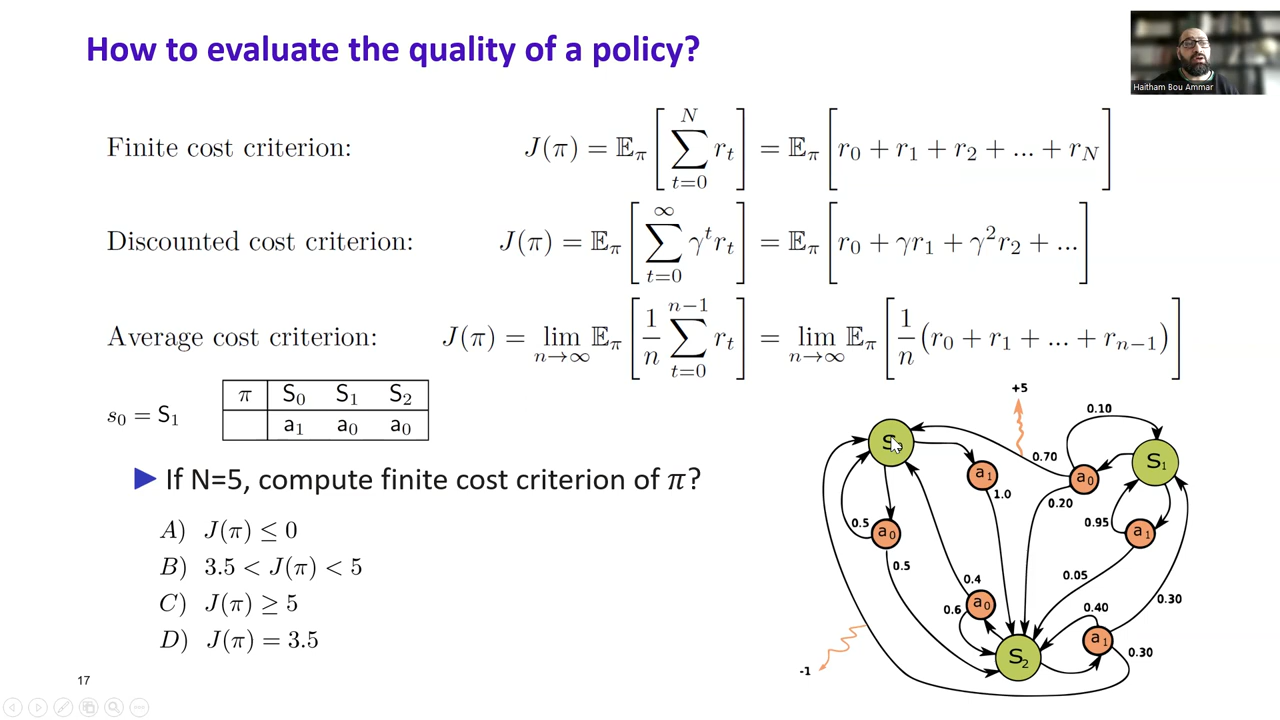 How to evaluate the quality of a policy?
Haitham Bou Ammar
Finite cost criterion: J(π) = 𝔼_π [ ∑_{t=0}^{N} r_t ] = 𝔼_π [ r_0 + r_1 + r_2 + ... + r_N ]
Discounted cost criterion: J(π) = 𝔼_π [ ∑_{t=0}^{∞} γ^t r_t ] = 𝔼_π [ r_0 + γr_1 + γ^2 r_2 + ... ]
Average cost criterion: J(π) = lim_{n→∞} 𝔼_π [ 1/n ∑_{t=0}^{n−1} r_t ] = lim_{n→∞} 𝔼_π [ 1/n (r_0 + r_1 + ... + r_{n−1}) ]
s_0 = S_1
π S_0 S_1 S_2
a_1 a_0 a_0
▶ If N=5, compute finite cost criterion of π?
A) J(π) ≤ 0
B) 3.5 < J(π) < 5
C) J(π) ≥ 5
D) J(π) = 3.5
+5
0.10
S
0.70
S_1
a_1
a_0
1.0
0.20
0.5
a_0
0.95
a_1
0.5
0.4
0.05
0.6
a_0
0.40
0.30
a_1
S_2
0.30
-1
17